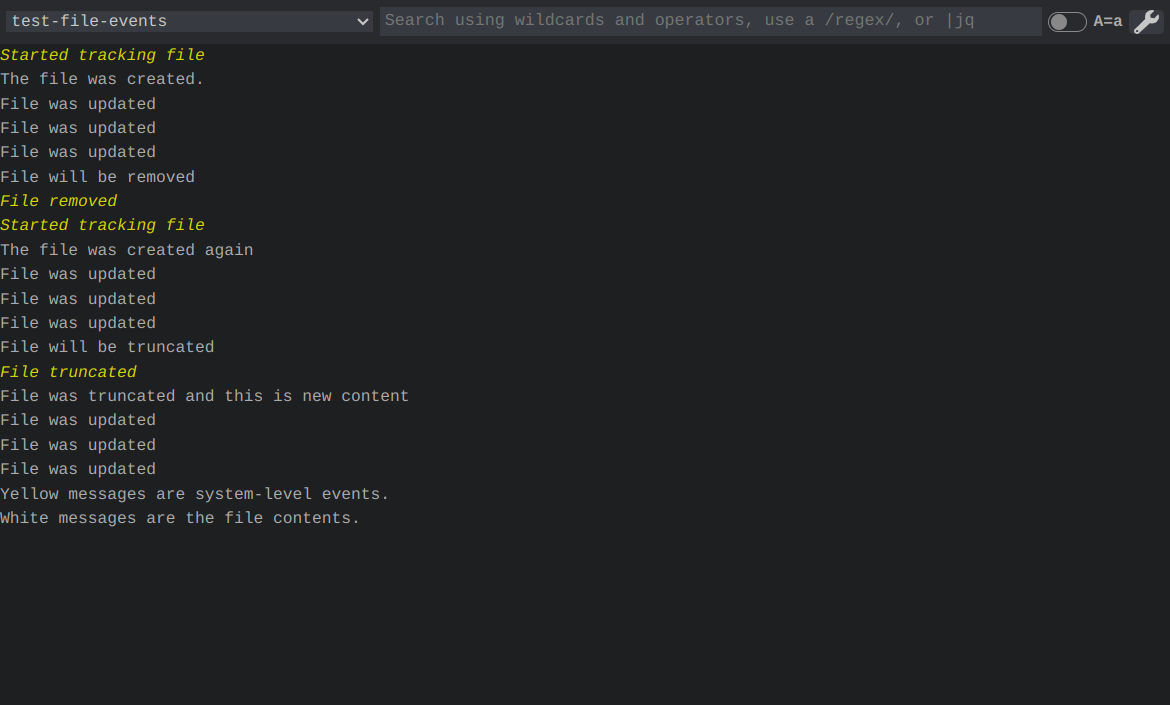 test-file-events
Search using wildcards and operators, use a /regex/, or |jq
A=a
Started tracking file
The file was created.
File was updated
File was updated
File was updated
File will be removed
File removed
Started tracking file
The file was created again
File was updated
File was updated
File was updated
File will be truncated
File truncated
File was truncated and this is new content
File was updated
File was updated
File was updated
Yellow messages are system-level events.
White messages are the file contents.